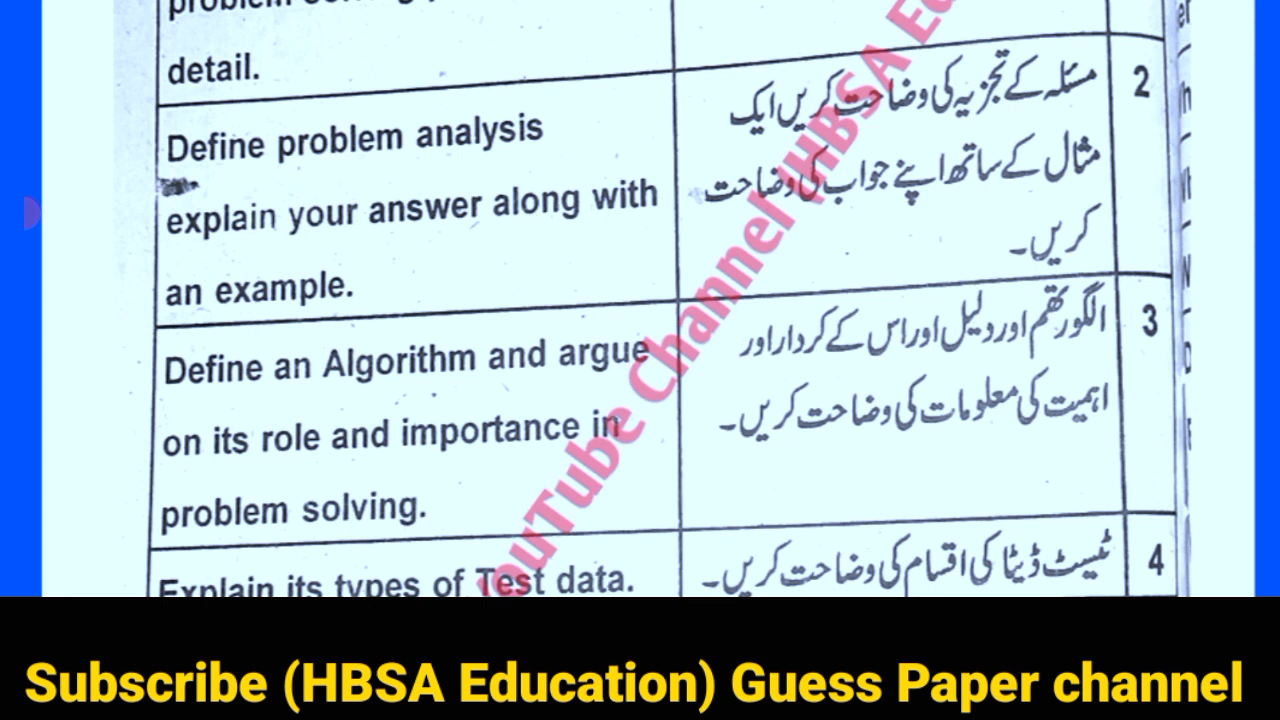 problem solving
detail.
Define problem analysis
explain your answer along with
an example.
مسئلہ کے تجزیہ کی وضاحت کریں ایک
مثال کے ساتھ اپنے جواب کی وضاحت
کریں۔
2
Define an Algorithm and argue
on its role and importance in
problem solving.
الگورتھم اور دلیل اور اس کے کردار اور
اہمیت کی معلومات کی وضاحت کریں۔
3
Explain its types of Test data.
ٹیسٹ ڈیٹا کی اقسام کی وضاحت کریں۔
4
YouTube Channel (HBSA Ed
Subscribe (HBSA Education) Guess Paper channel